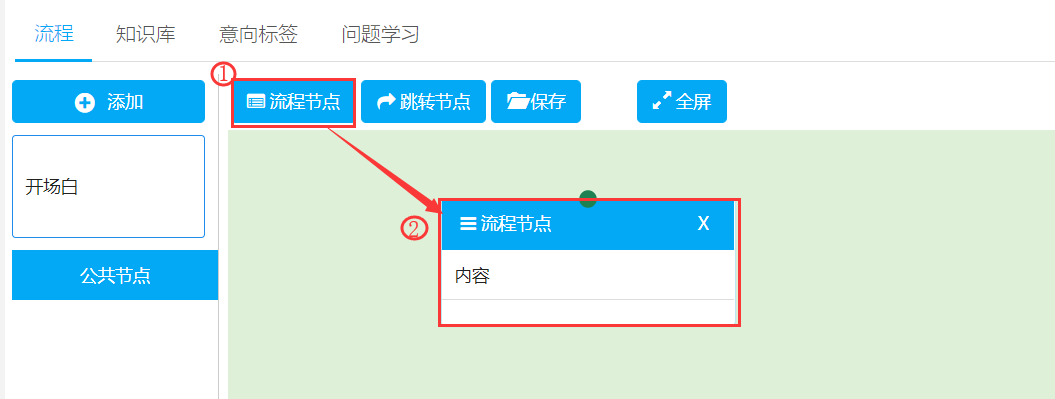 流程 知识库 意向标签 问题学习
①
添加 流程节点 跳转节点 保存 全屏
开场白
② 流程节点 X
公共节点 内容